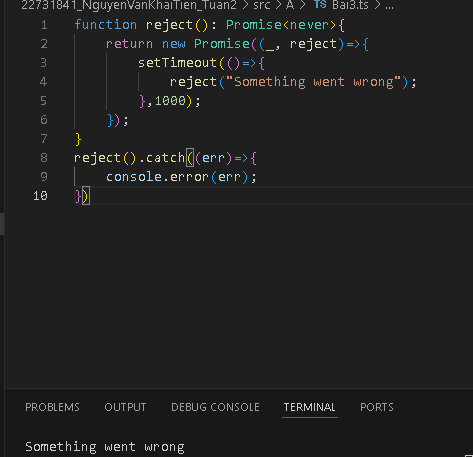 22731841_NguyenVanKhaiTien_Tuan2 > src > A > TS Bai3.ts > ...
1 function reject(): Promise<never>{
2 return new Promise((_, reject)=>{
3 setTimeout(()=>{
4 reject("Something went wrong");
5 },1000);
6 });
7 }
8 reject().catch((err)=>{
9 console.error(err);
10 })
PROBLEMS OUTPUT DEBUG CONSOLE TERMINAL PORTS
Something went wrong